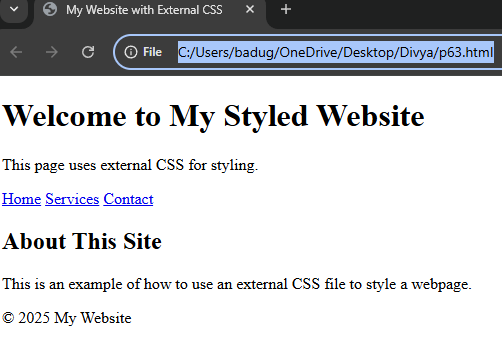 My Website with External CSS
File C:/Users/badug/OneDrive/Desktop/Divya/p63.html
Welcome to My Styled Website
This page uses external CSS for styling.
Home Services Contact
About This Site
This is an example of how to use an external CSS file to style a webpage.
© 2025 My Website